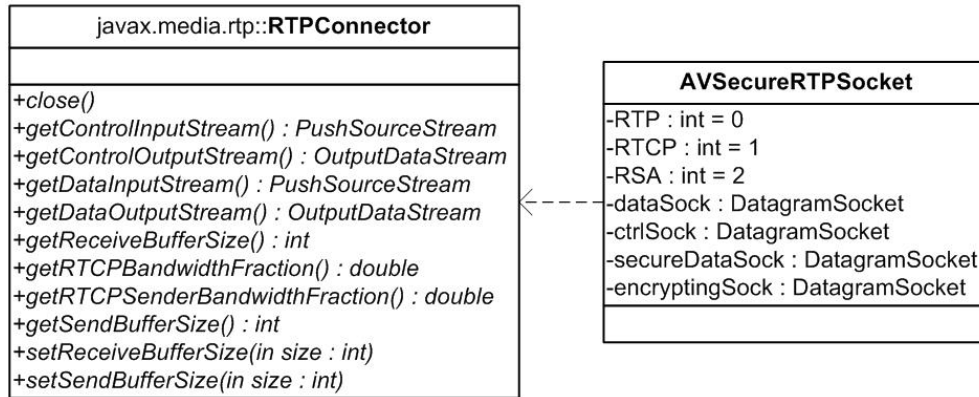 javax.media.rtp::RTPConnector
+close()
+getControlInputStream() : PushSourceStream
+getControlOutputStream() : OutputDataStream
+getDataInputStream() : PushSourceStream
+getDataOutputStream() : OutputDataStream
+getReceiveBufferSize() : int
+getRTCPBandwidthFraction() : double
+getRTCPSenderBandwidthFraction() : double
+getSendBufferSize() : int
+setReceiveBufferSize(in size : int)
+setSendBufferSize(in size : int)
AVSecureRTPSocket
-RTP : int = 0
-RTCP : int = 1
-RSA : int = 2
-dataSock : DatagramSocket
-ctrlSock : DatagramSocket
-secureDataSock : DatagramSocket
-encryptingSock : DatagramSocket